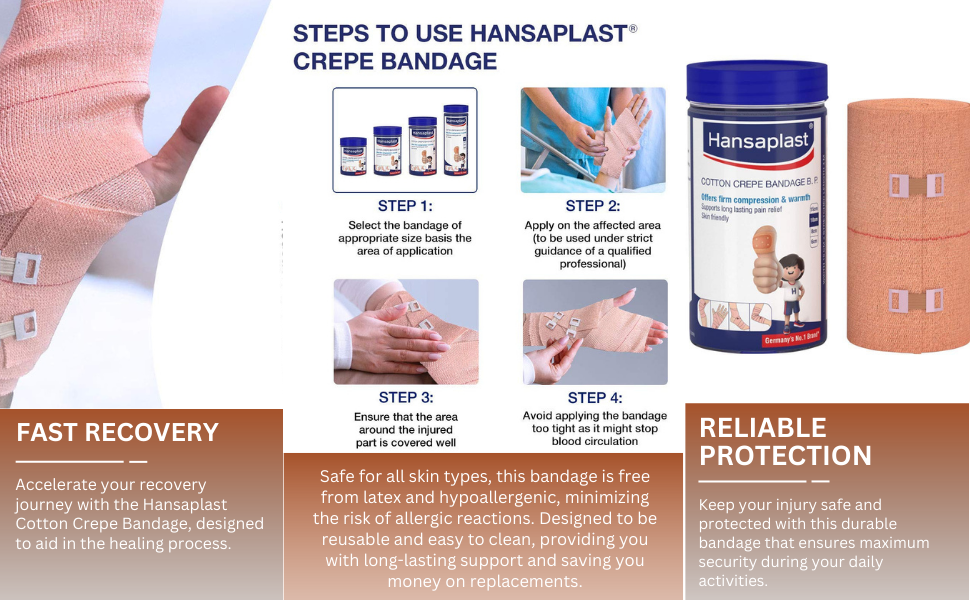 STEPS TO USE HANSAPLAST®
CREPE BANDAGE
Hansaplast
STEP 1:
Select the bandage of
appropriate size basis the
area of application
STEP 2:
Apply on the affected area
(to be used under strict
guidance of a qualified
professional)
STEP 3:
Ensure that the area
around the injured
part is covered well
STEP 4:
Avoid applying the bandage
too tight as it might stop
blood circulation
Hansaplast
COTTON CREPE BANDAGE B.P.
Offers firm compression & warmth
Supports long lasting pain relief
Skin friendly
H
Germany's No.1 Brand*
FAST RECOVERY
Accelerate your recovery
journey with the Hansaplast
Cotton Crepe Bandage, designed
to aid in the healing process.
Safe for all skin types, this bandage is free
from latex and hypoallergenic, minimizing
the risk of allergic reactions. Designed to be
reusable and easy to clean, providing you
with long-lasting support and saving you
money on replacements.
RELIABLE
PROTECTION
Keep your injury safe and
protected with this durable
bandage that ensures maximum
security during your daily
activities.